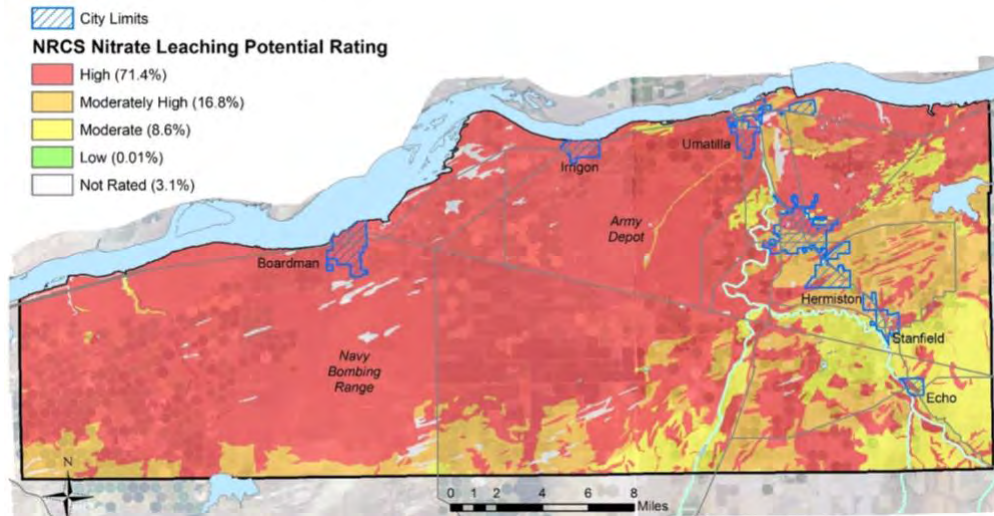 City Limits
NRCS Nitrate Leaching Potential Rating
High (71.4%)
Moderately High (16.8%)
Moderate (8.6%)
Low (0.01%)
Not Rated (3.1%)
Umatilla
Irrigon
Army
Depot
Boardman
Hermiston
Stanfield
Navy
Bombing
Range
Echo
N
0 1 2 4 6 8
Miles